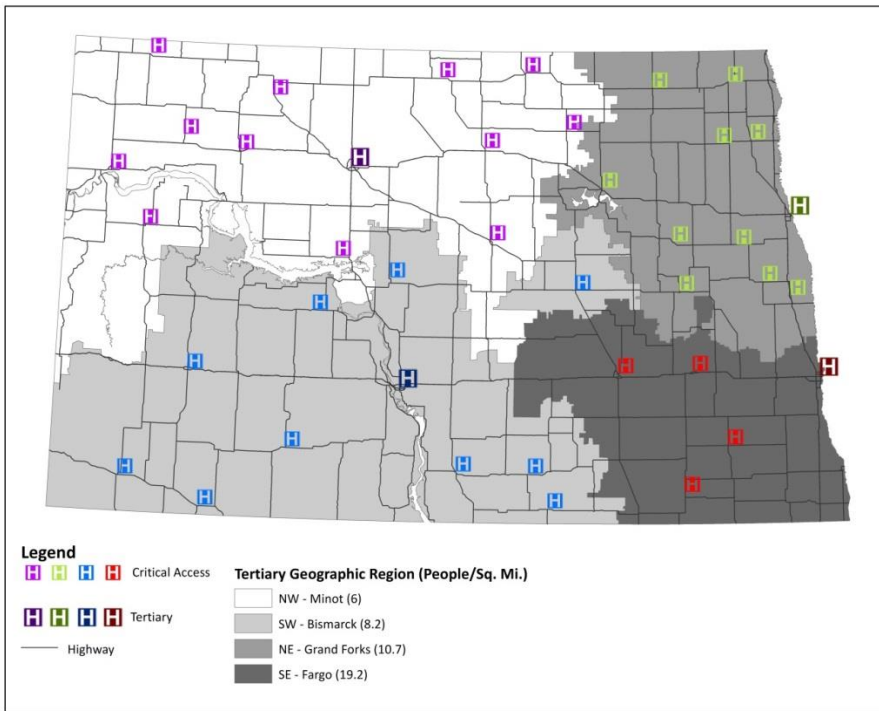 Legend
H H H H Critical Access
H H H H Tertiary
Highway
Tertiary Geographic Region (People/Sq. Mi.)
NW - Minot (6)
SW - Bismarck (8.2)
NE - Grand Forks (10.7)
SE - Fargo (19.2)